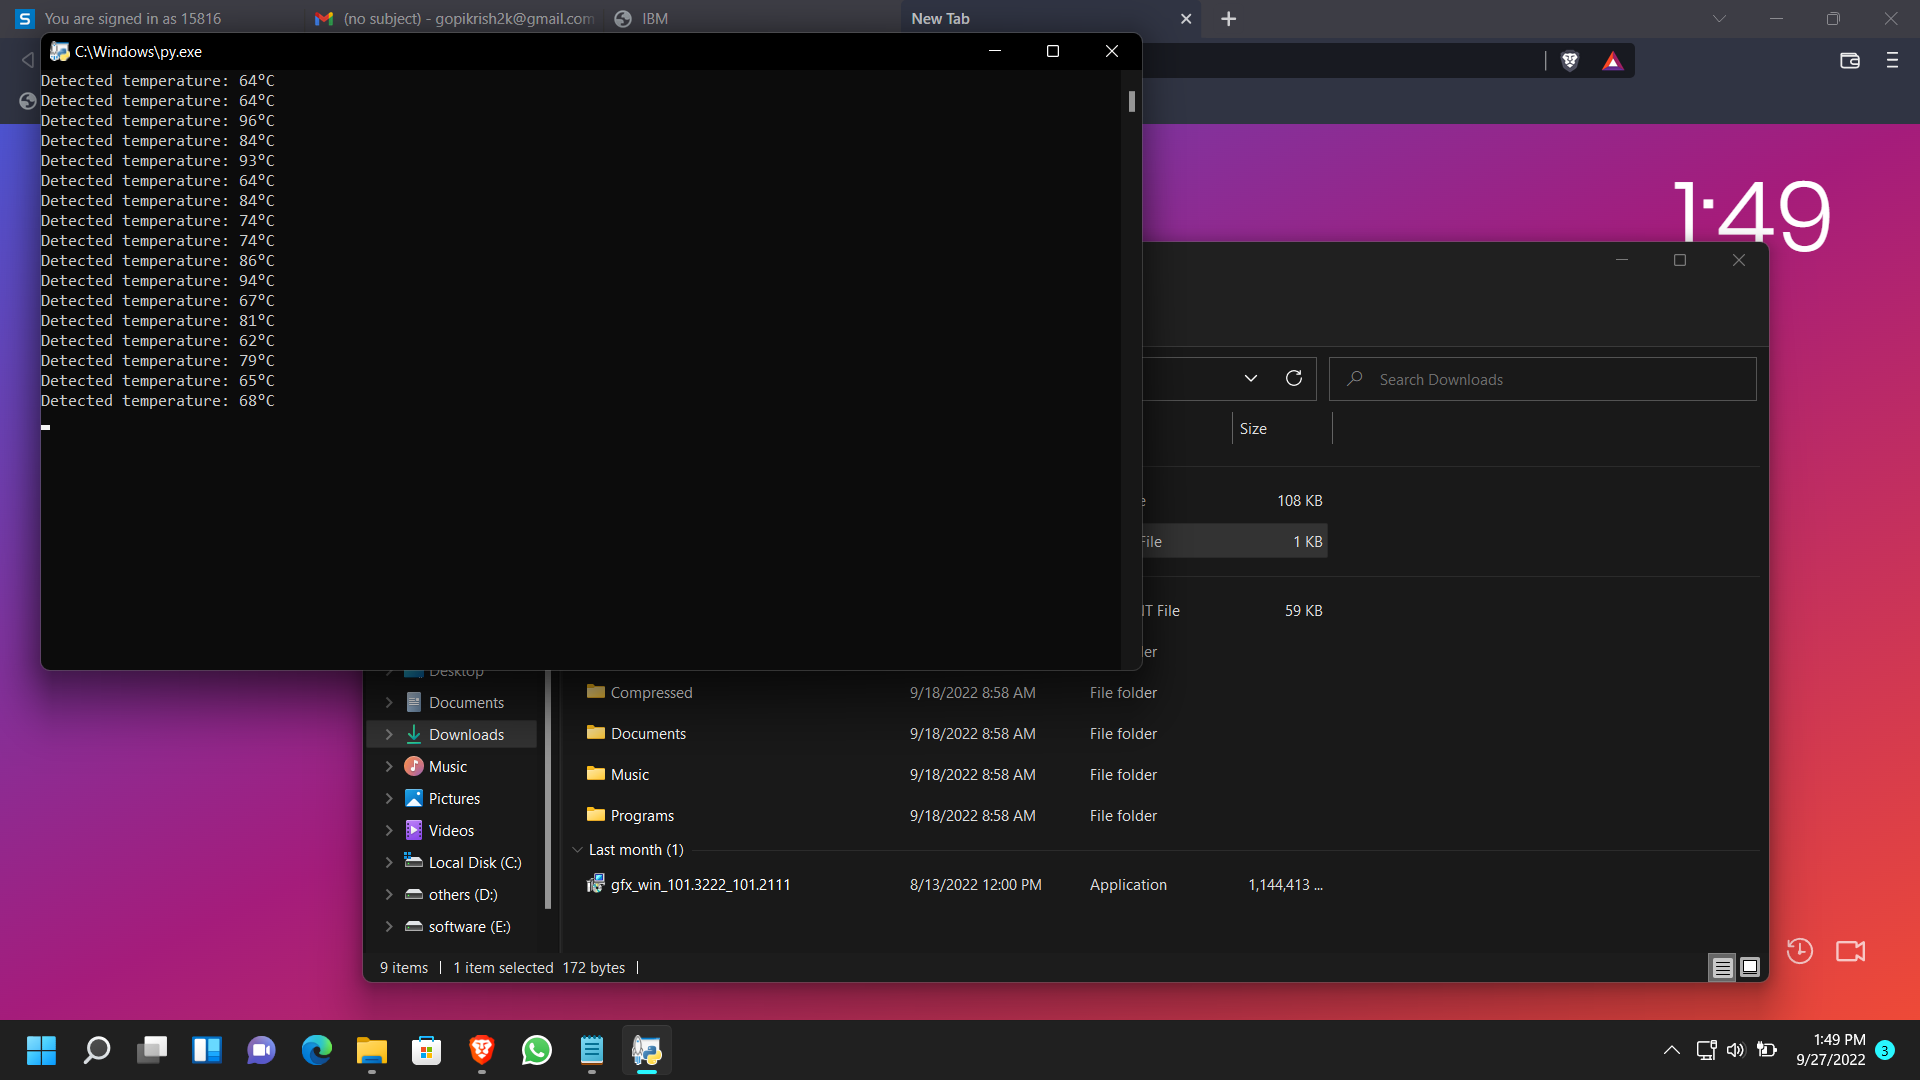 You are signed in as 15816
(no subject) - gopikrish2k@gmail.com
IBM
New Tab
C:\Windows\py.exe
Detected temperature: 64°C
Detected temperature: 64°C
Detected temperature: 96°C
Detected temperature: 84°C
Detected temperature: 93°C
Detected temperature: 64°C
Detected temperature: 84°C
Detected temperature: 74°C
Detected temperature: 74°C
Detected temperature: 86°C
Detected temperature: 94°C
Detected temperature: 67°C
Detected temperature: 81°C
Detected temperature: 62°C
Detected temperature: 79°C
Detected temperature: 65°C
Detected temperature: 68°C
1:49
Search Downloads
Size
108 KB
File 1 KB
File 59 KB
Desktop
Documents
Downloads
Music
Pictures
Videos
Local Disk (C:)
others (D:)
software (E:)
Compressed 9/18/2022 8:58 AM File folder
Documents 9/18/2022 8:58 AM File folder
Music 9/18/2022 8:58 AM File folder
Programs 9/18/2022 8:58 AM File folder
Last month (1)
gfx_win_101.3222_101.2111 8/13/2022 12:00 PM Application 1,144,413 ...
9 items 1 item selected 172 bytes
1:49 PM
9/27/2022
3